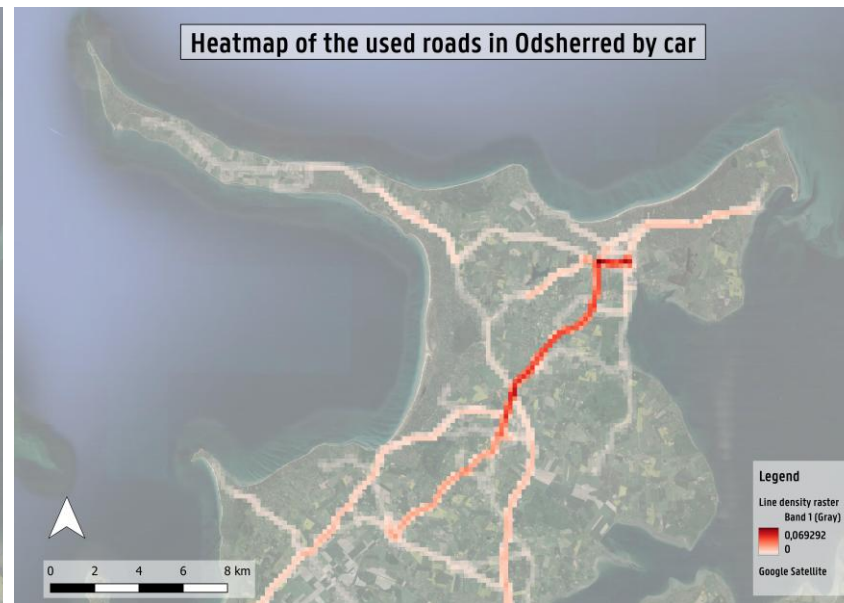 Heatmap of the used roads in Odsherred by car
Legend
Line density raster
Band 1 (Gray)
0,069292
0
Google Satellite
0 2 4 6 8 km